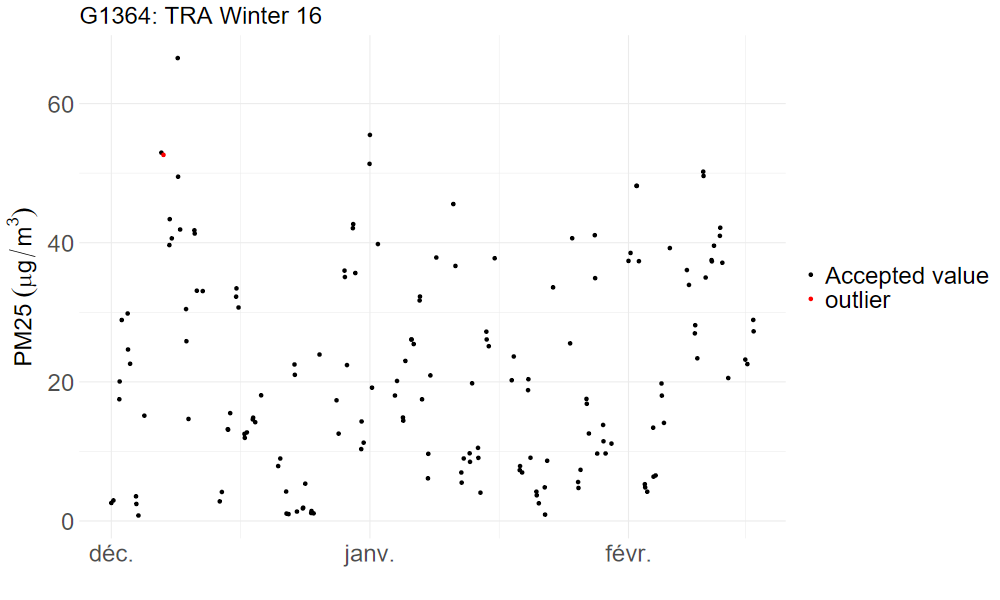 G1364: TRA Winter 16
PM25 (μg/m³)
60
40
20
0
déc.
janv.
févr.
Accepted value
outlier